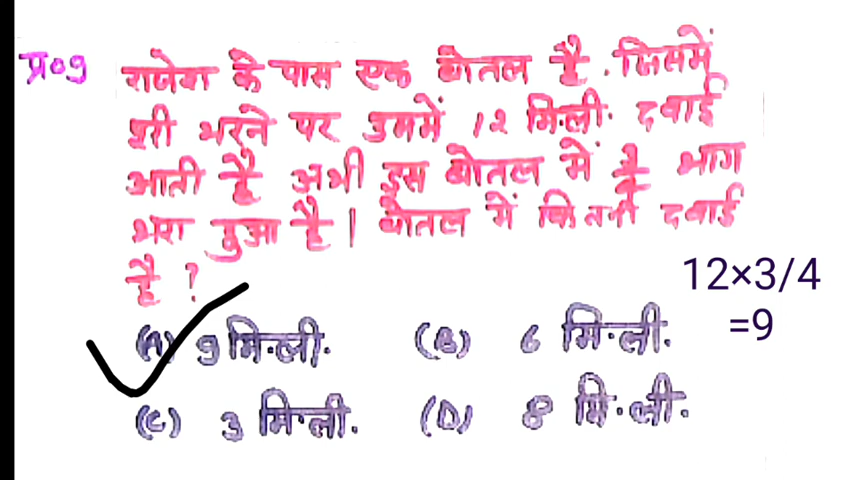 प्र०९ राजेश के पास एक बोतल है. जिसमें
पूरी भरने पर उसमें 12 मि.ली. दवाई
आती है अभी इस बोतल में 3/4 भाग
भरा हुआ है | बोतल में कितनी दवाई
है ?
12×3/4
=9
(A) 9 मि.ली. (B) 6 मि.ली.
(C) 3 मि.ली. (D) 8 मि.ली.